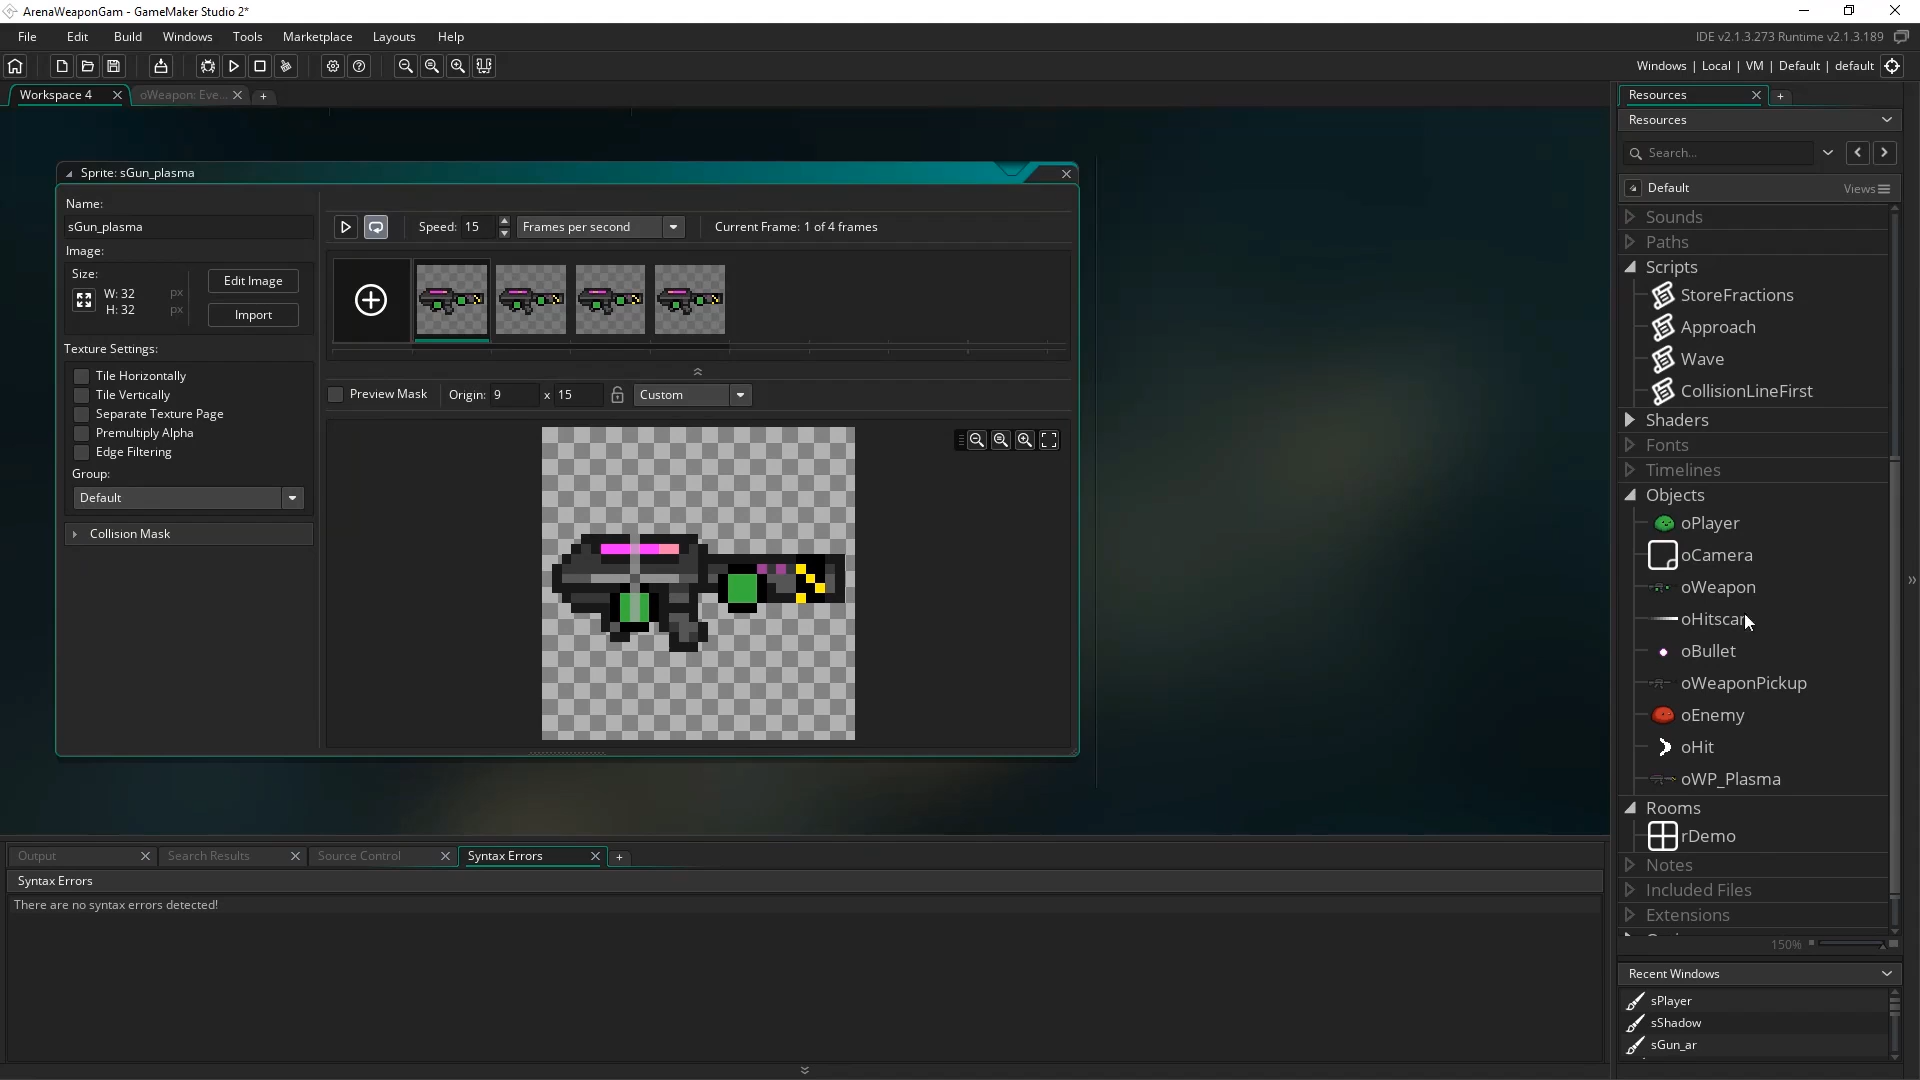 ArenaWeaponGam - GameMaker Studio 2*
File Edit Build Windows Tools Marketplace Layouts Help
IDE v2.1.3.273 Runtime v2.1.3.189
Windows | Local | VM | Default | default
Workspace 4
oWeapon: Eve...
Resources
Resources
Search...
Default
Views
Sprite: sGun_plasma
Name:
sGun_plasma
Image:
Size:
W: 32 px
H: 32 px
Edit Image
Import
Texture Settings:
Tile Horizontally
Tile Vertically
Separate Texture Page
Premultiply Alpha
Edge Filtering
Group:
Default
Collision Mask
Speed: 15
Frames per second
Current Frame: 1 of 4 frames
Preview Mask
Origin: 9 x 15
Custom
Sounds
Paths
Scripts
StoreFractions
Approach
Wave
CollisionLineFirst
Shaders
Fonts
Timelines
Objects
oPlayer
oCamera
oWeapon
oHitscan
oBullet
oWeaponPickup
oEnemy
oHit
oWP_Plasma
Rooms
rDemo
Notes
Included Files
Extensions
150%
Recent Windows
sPlayer
sShadow
sGun_ar
Output
Search Results
Source Control
Syntax Errors
Syntax Errors
There are no syntax errors detected!